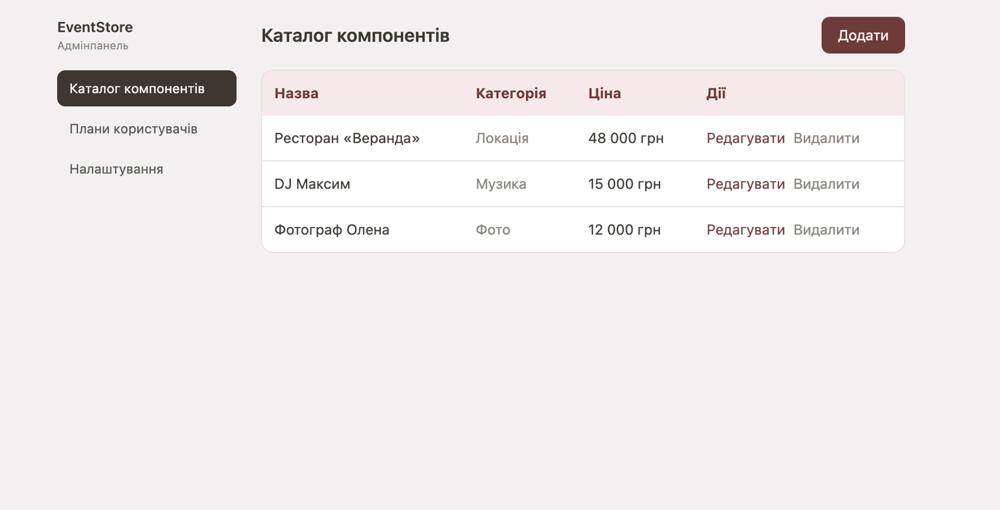 EventStore
Адмінпанель
Каталог компонентів
Плани користувачів
Налаштування
Каталог компонентів
Додати
Назва Категорія Ціна Дії
Ресторан «Веранда» Локація 48 000 грн Редагувати Видалити
DJ Максим Музика 15 000 грн Редагувати Видалити
Фотограф Олена Фото 12 000 грн Редагувати Видалити